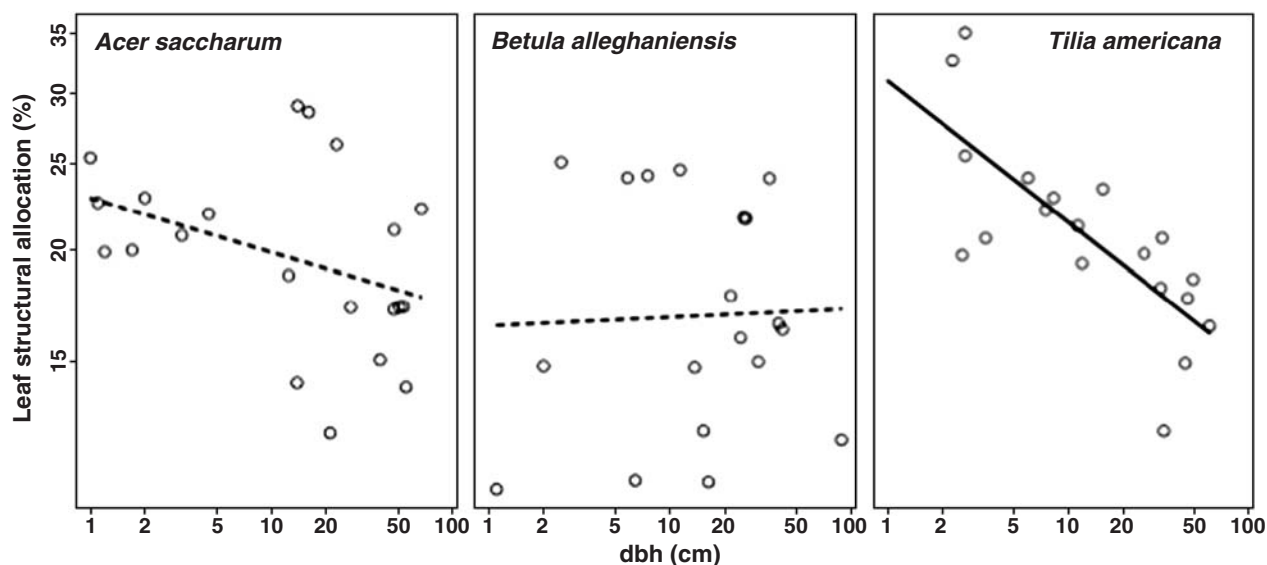 Acer saccharum
Betula alleghaniensis
Tilia americana
Leaf structural allocation (%)
35
30
25
20
15
1 2 5 10 20 50 100
1 2 5 10 20 50 100
1 2 5 10 20 50 100
dbh (cm)